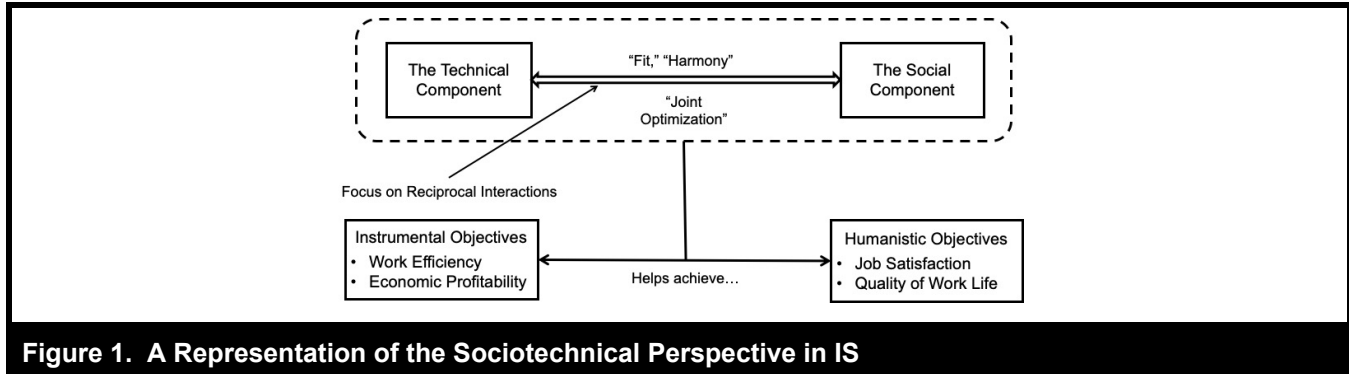 “Fit,” “Harmony”
The Technical
Component
The Social
Component
“Joint
Optimization”
Focus on Reciprocal Interactions
Instrumental Objectives
• Work Efficiency
• Economic Profitability
Helps achieve…
Humanistic Objectives
• Job Satisfaction
• Quality of Work Life
Figure 1. A Representation of the Sociotechnical Perspective in IS